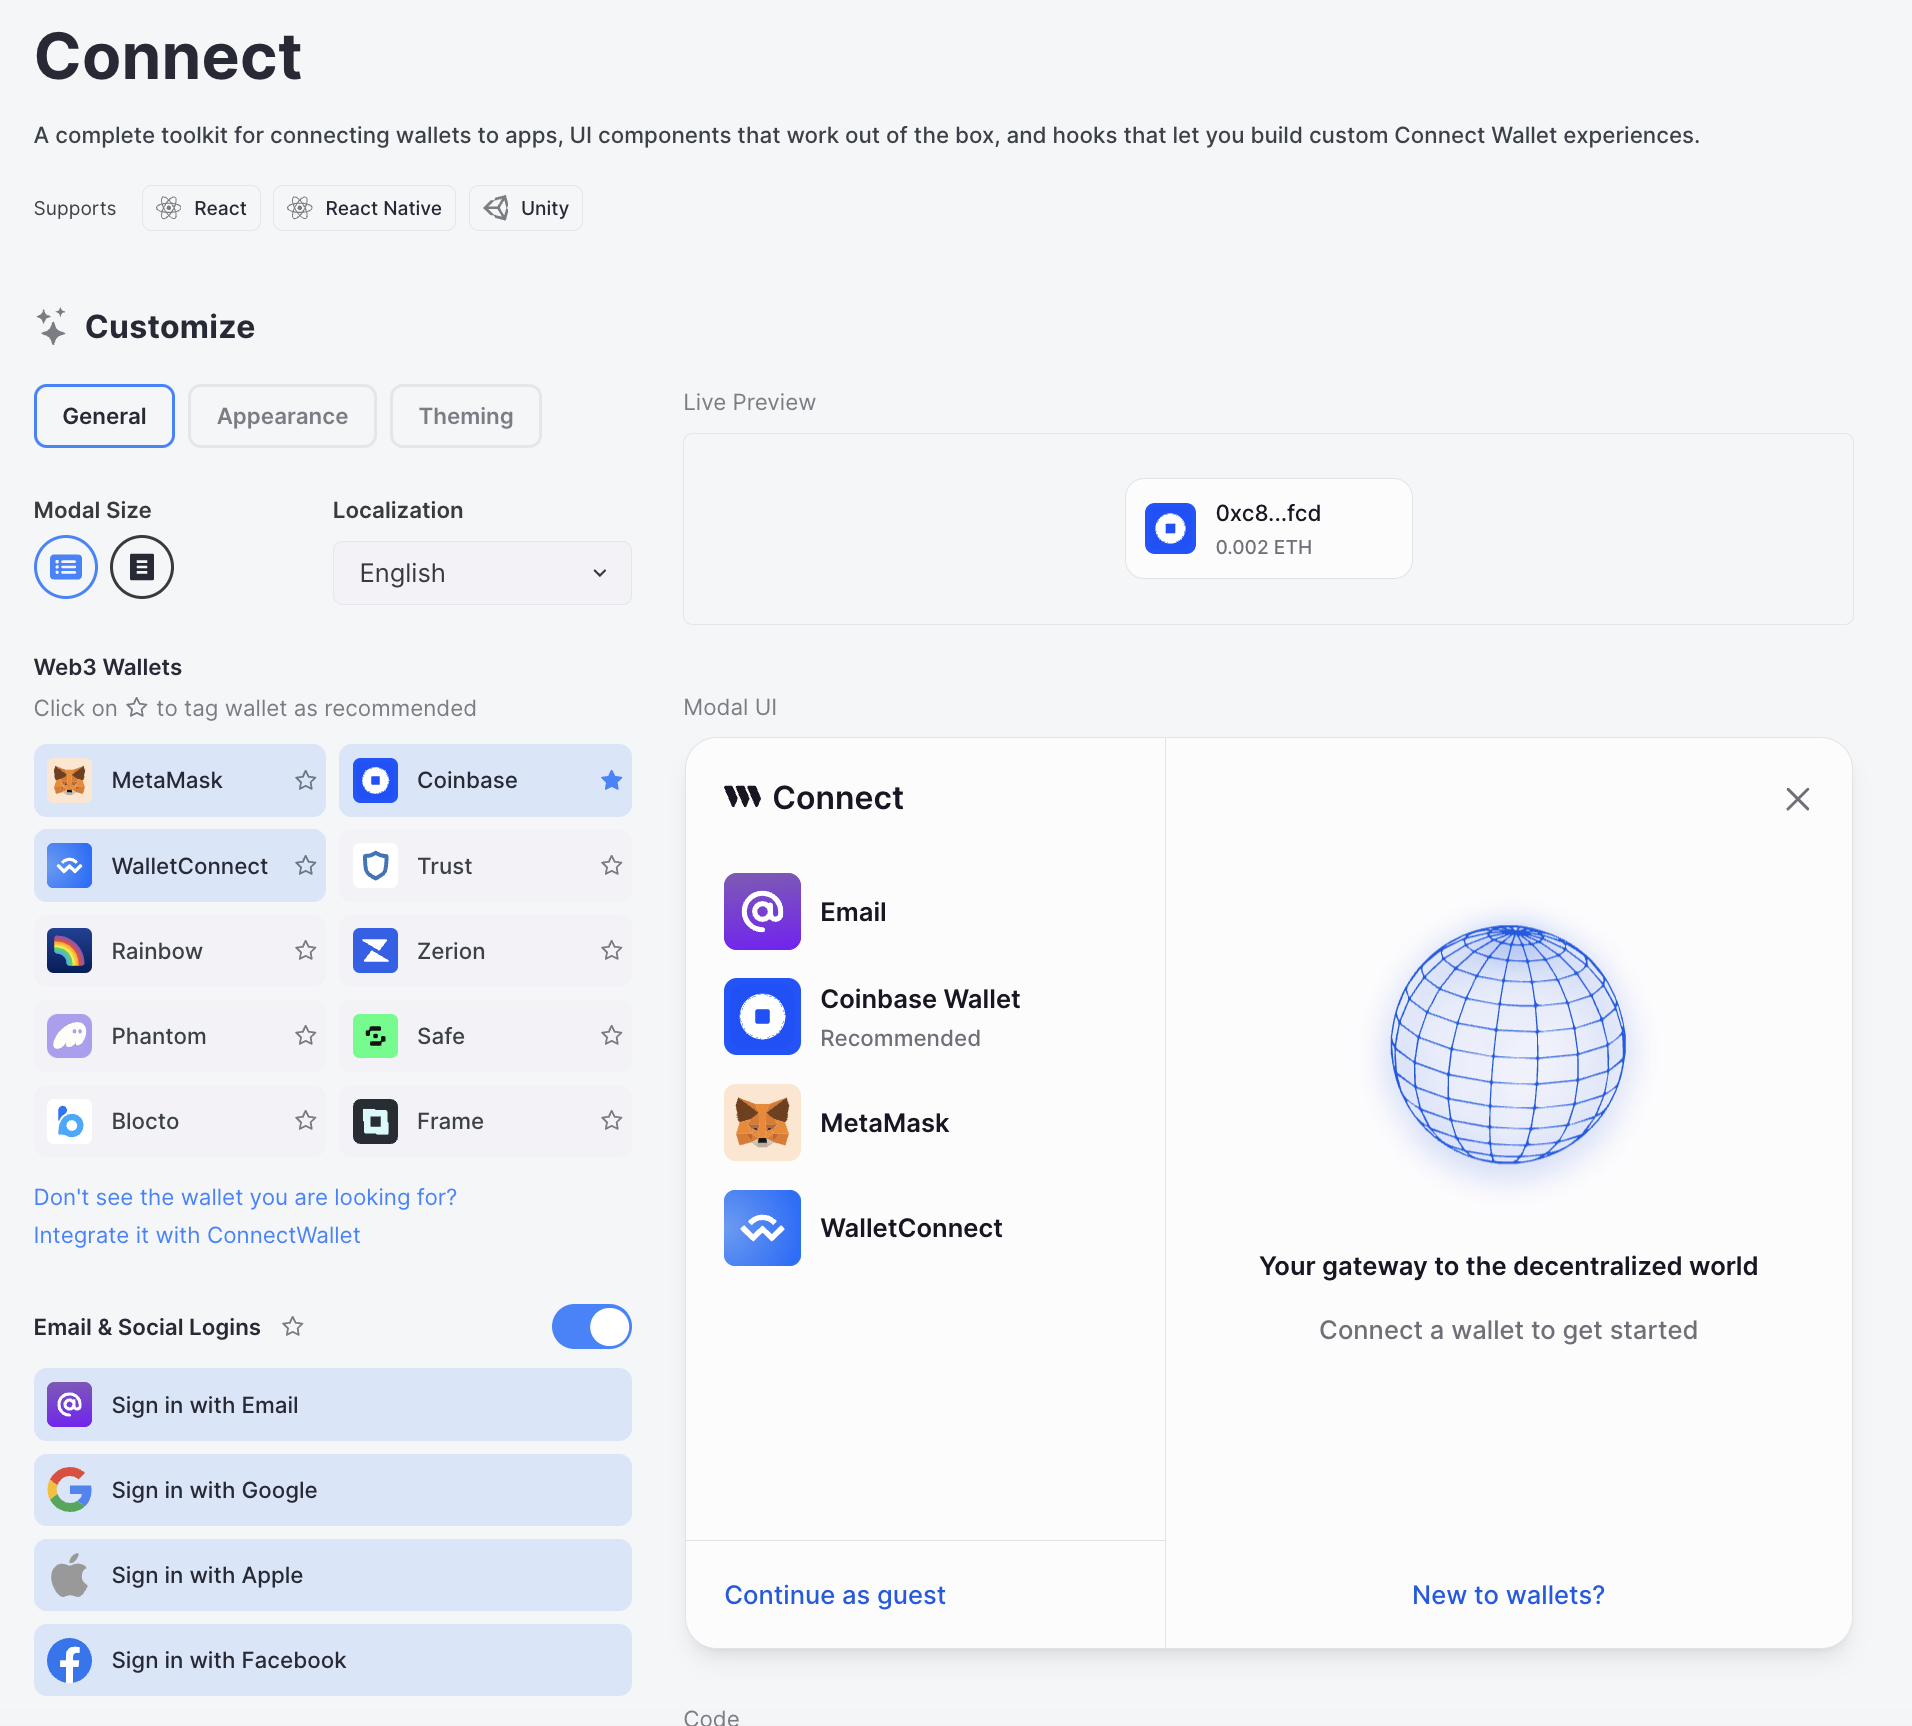 Connect
A complete toolkit for connecting wallets to apps, UI components that work out of the box, and hooks that let you build custom Connect Wallet experiences.
Supports
React
React Native
Unity
Customize
General
Appearance
Theming
Modal Size
Localization
English
Web3 Wallets
Click on ☆ to tag wallet as recommended
MetaMask
Coinbase
WalletConnect
Trust
Rainbow
Zerion
Phantom
Safe
Blocto
Frame
Don't see the wallet you are looking for?
Integrate it with ConnectWallet
Email & Social Logins
Sign in with Email
Sign in with Google
Sign in with Apple
Sign in with Facebook
Live Preview
0xc8...fcd
0.002 ETH
Modal UI
Connect
Email
Coinbase Wallet
Recommended
MetaMask
WalletConnect
Continue as guest
Your gateway to the decentralized world
Connect a wallet to get started
New to wallets?
Code